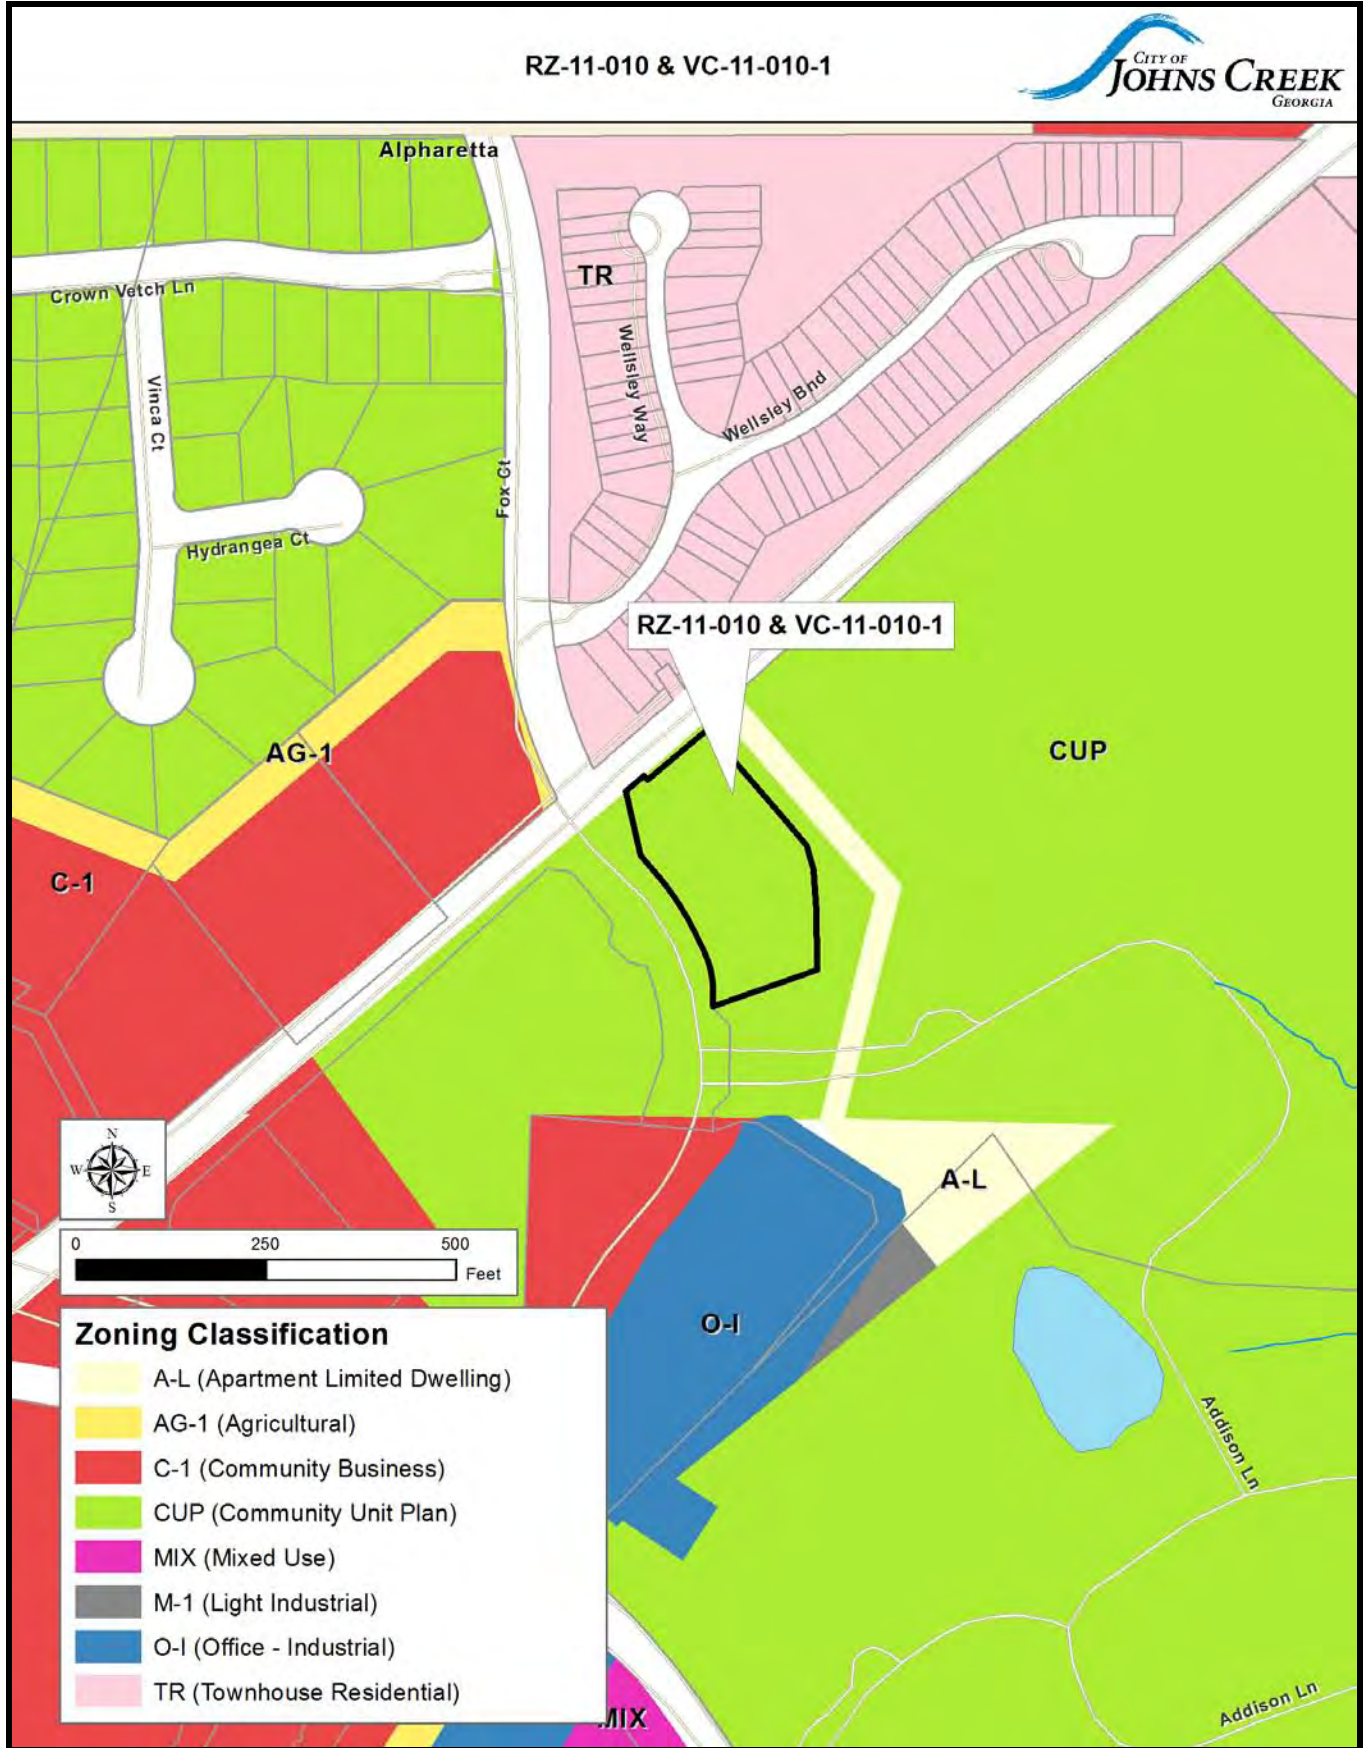 RZ-11-010 & VC-11-010-1
CITY OF
JOHNS CREEK
GEORGIA
Alpharetta
TR
Crown Vetch Ln
Wellsley Way
Vinca Ct
Wellsley Bnd
Fox Ct
Hydrangea Ct
RZ-11-010 & VC-11-010-1
AG-1
CUP
C-1
N
W
E
S
A-L
0 250 500
Feet
O-I
Zoning Classification
A-L (Apartment Limited Dwelling)
AG-1 (Agricultural)
C-1 (Community Business)
CUP (Community Unit Plan)
MIX (Mixed Use)
M-1 (Light Industrial)
O-I (Office - Industrial)
TR (Townhouse Residential)
Addison Ln
Addison Ln
MIX